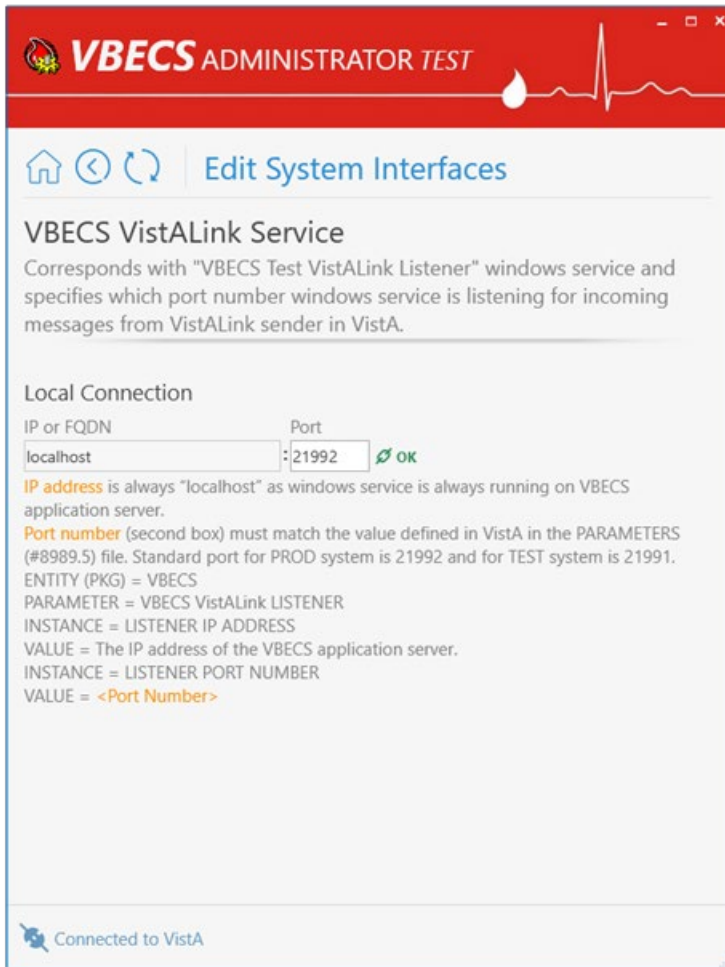 VBECS ADMINISTRATOR TEST
Edit System Interfaces
VBECS VistALink Service
Corresponds with "VBECS Test VistALink Listener" windows service and
specifies which port number windows service is listening for incoming
messages from VistALink sender in VistA.
Local Connection
IP or FQDN Port
localhost : 21992 OK
IP address is always "localhost" as windows service is always running on VBECS
application server.
Port number (second box) must match the value defined in VistA in the PARAMETERS
(#8989.5) file. Standard port for PROD system is 21992 and for TEST system is 21991.
ENTITY (PKG) = VBECS
PARAMETER = VBECS VistALink LISTENER
INSTANCE = LISTENER IP ADDRESS
VALUE = The IP address of the VBECS application server.
INSTANCE = LISTENER PORT NUMBER
VALUE = <Port Number>
Connected to VistA